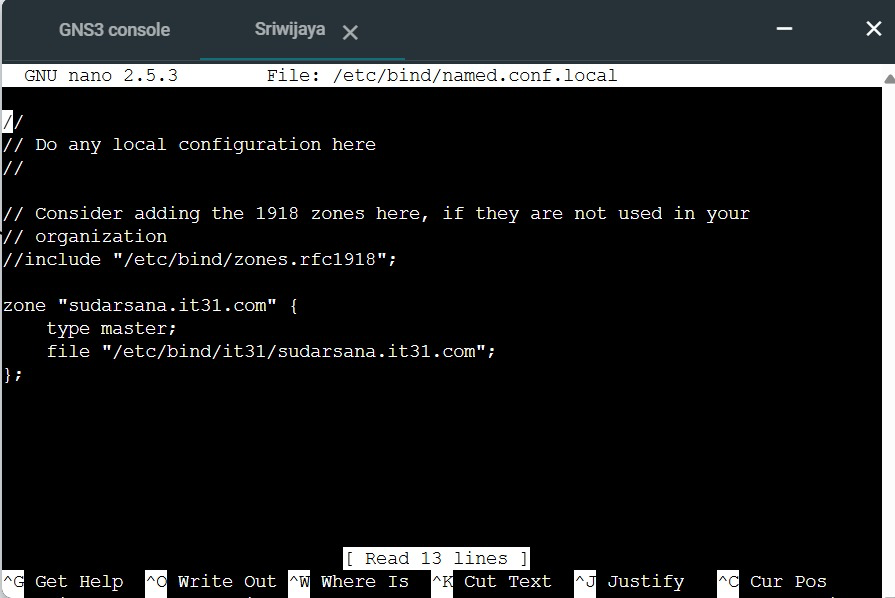 GNS3 console
Sriwijaya
GNU nano 2.5.3 File: /etc/bind/named.conf.local
//
// Do any local configuration here
//
// Consider adding the 1918 zones here, if they are not used in your
// organization
//include "/etc/bind/zones.rfc1918";
zone "sudarsana.it31.com" {
    type master;
    file "/etc/bind/it31/sudarsana.it31.com";
};
[ Read 13 lines ]
^G Get Help ^O Write Out ^W Where Is ^K Cut Text ^J Justify ^C Cur Pos